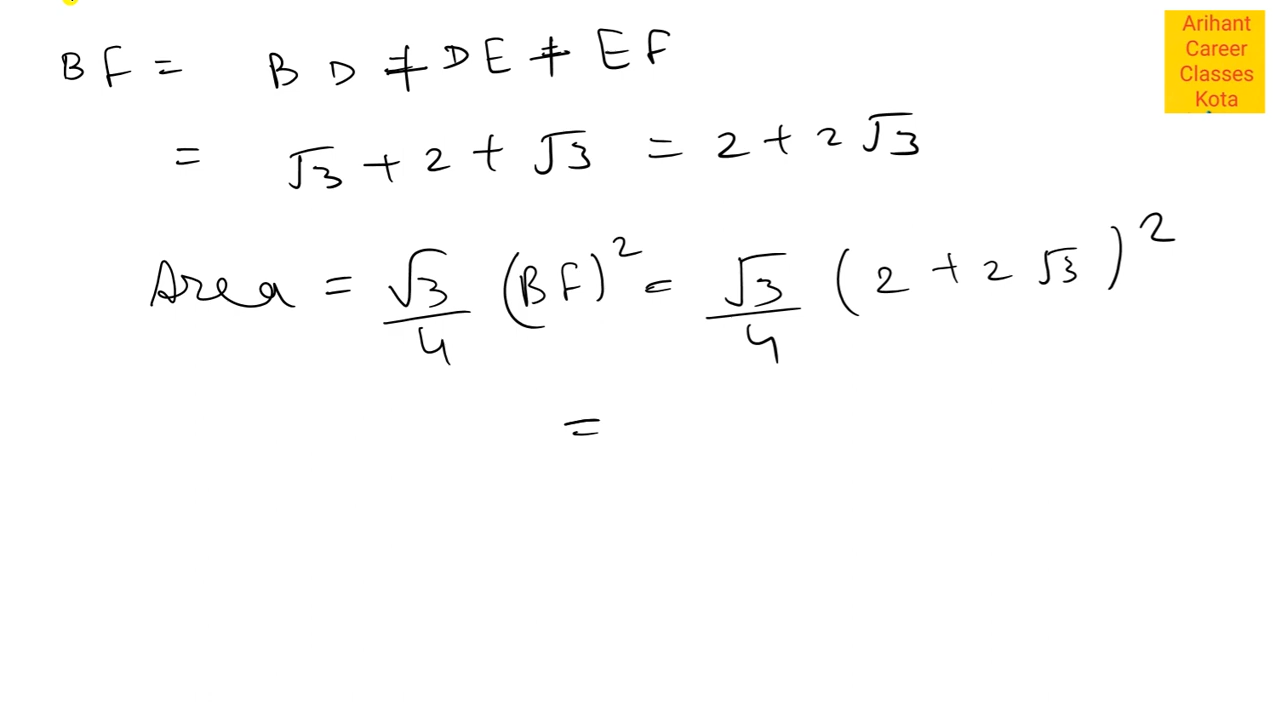 BF = BD + DE + EF
= √3 + 2 + √3 = 2 + 2√3
Area = √3/4 (BF)² = √3/4 (2 + 2√3)²
=
Arihant
Career
Classes
Kota